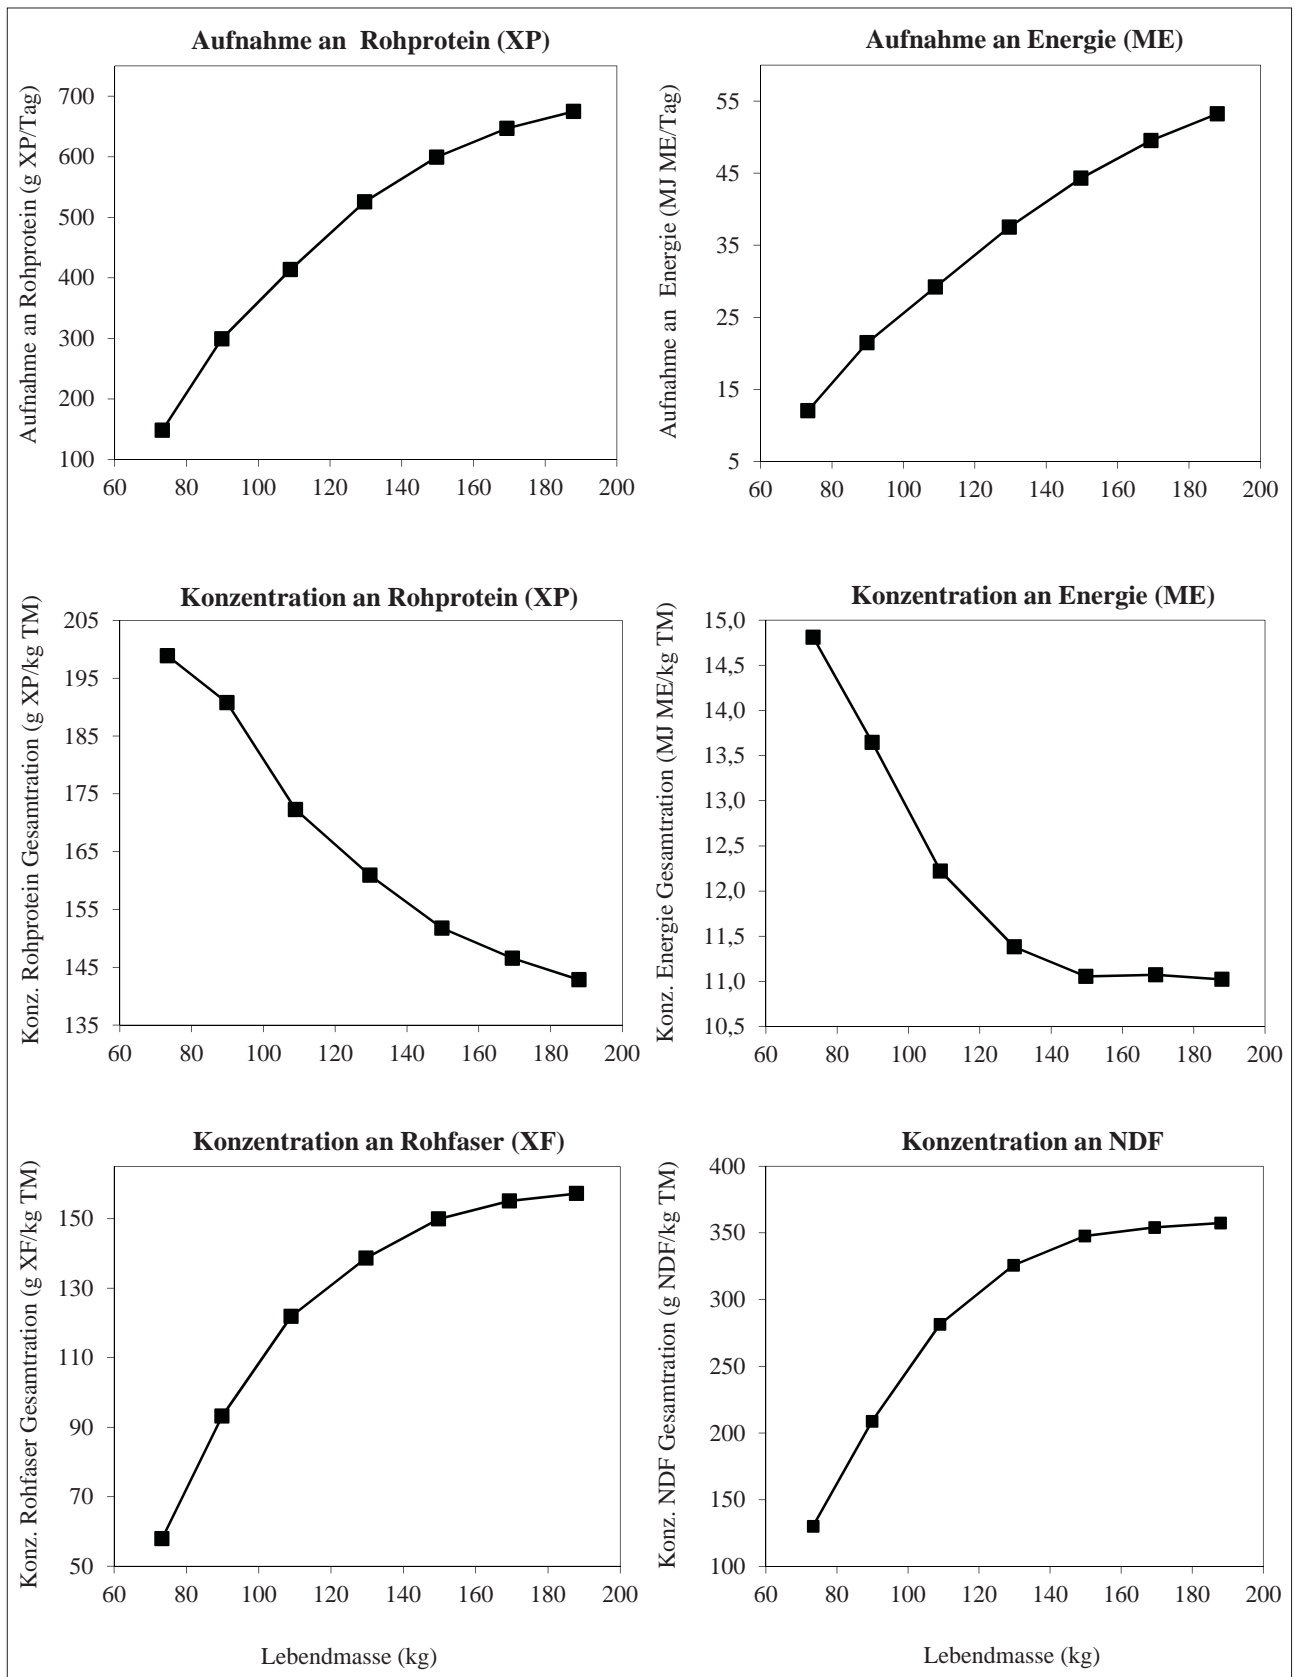 Aufnahme an Rohprotein (XP)
Aufnahme an Rohprotein (g XP/Tag)
700
600
500
400
300
200
100
60 80 100 120 140 160 180 200
Aufnahme an Energie (ME)
Aufnahme an Energie (MJ ME/Tag)
55
45
35
25
15
5
60 80 100 120 140 160 180 200
Konzentration an Rohprotein (XP)
Konz. Rohprotein Gesamtration (g XP/kg TM)
205
195
185
175
165
155
145
135
60 80 100 120 140 160 180 200
Konzentration an Energie (ME)
Konz. Energie Gesamtration (MJ ME/kg TM)
15,0
14,5
14,0
13,5
13,0
12,5
12,0
11,5
11,0
10,5
60 80 100 120 140 160 180 200
Konzentration an Rohfaser (XF)
Konz. Rohfaser Gesamtration (g XF/kg TM)
150
130
110
90
70
50
60 80 100 120 140 160 180 200
Lebendmasse (kg)
Konzentration an NDF
Konz. NDF Gesamtration (g NDF/kg TM)
400
350
300
250
200
150
100
60 80 100 120 140 160 180 200
Lebendmasse (kg)